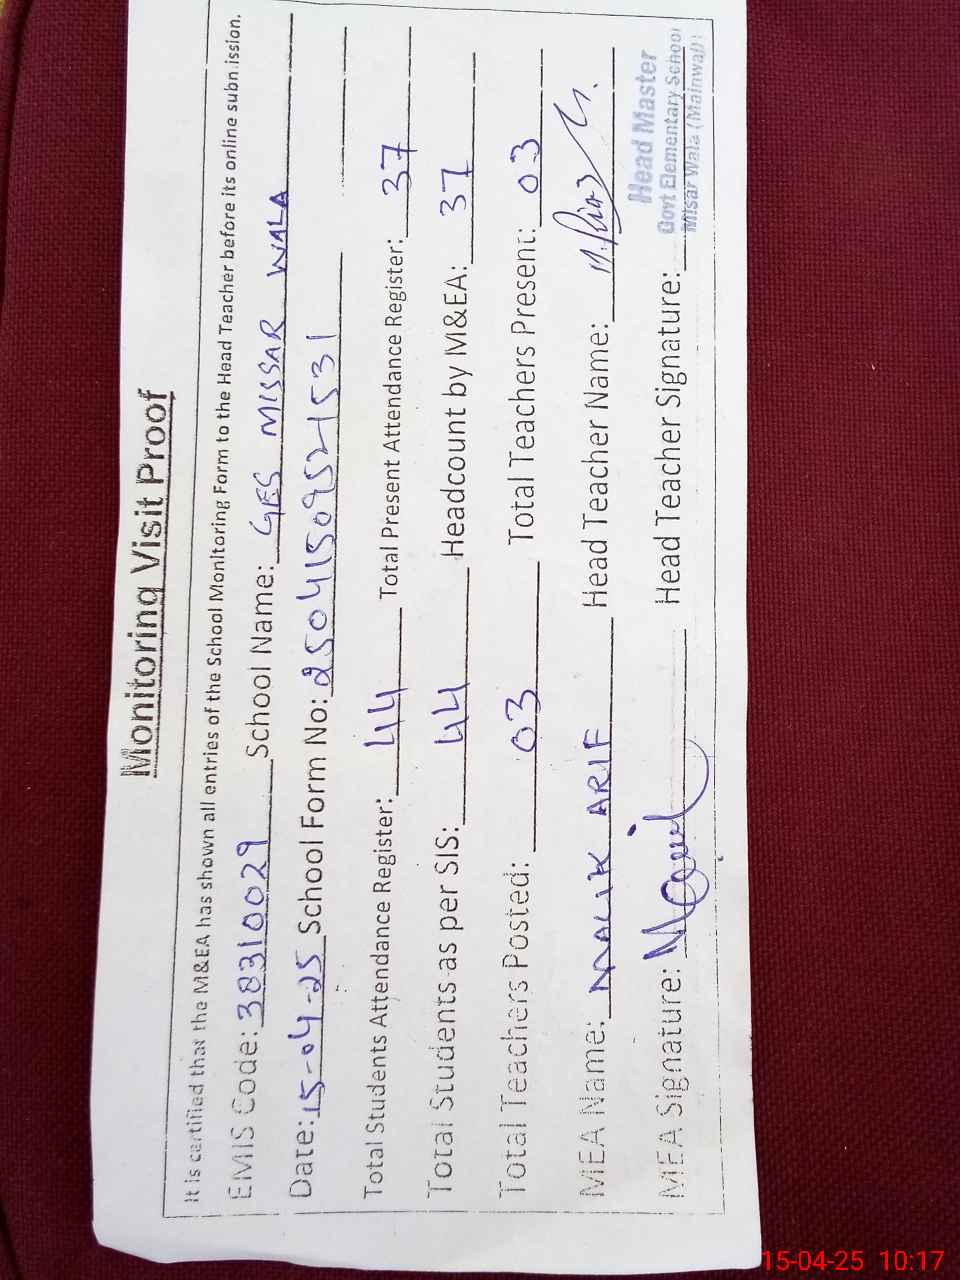 Monitoring Visit Proof
It is certified that the M&EA has shown all entries of the School Monitoring Form to the Head Teacher before its online submission.
EMIS Code: 38310029 School Name: GES MISSAR WALA
Date: 15-04-25 School Form No: 25041509521531
Total Students Attendance Register: 44 Total Present Attendance Register: 37
Total Students as per SIS: 44 Headcount by M&EA: 37
Total Teachers Posted: 03 Total Teachers Present: 03
MEA Name: MALIK ARIF Head Teacher Name:
MEA Signature: Head Teacher Signature:
Head Master
Govt Elementary School
Misar Wala (Mainwali)
15-04-25 10:17